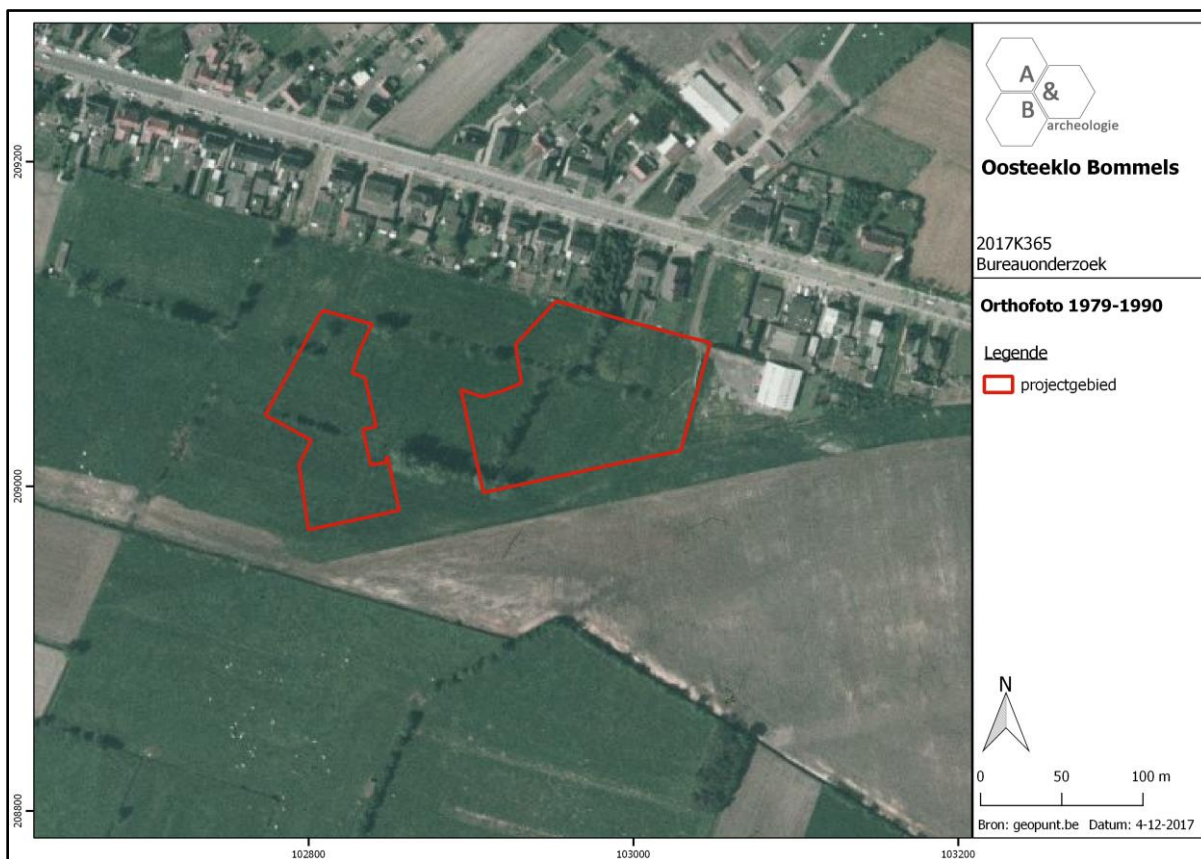 A
&
B
archeologie
Oosteeklo Bommels
2017K365
Bureauonderzoek
Orthofoto 1979-1990
Legende
projectgebied
N
0 50 100 m
Bron: geopunt.be Datum: 4-12-2017
209200
209000
208800
102800 103000 103200